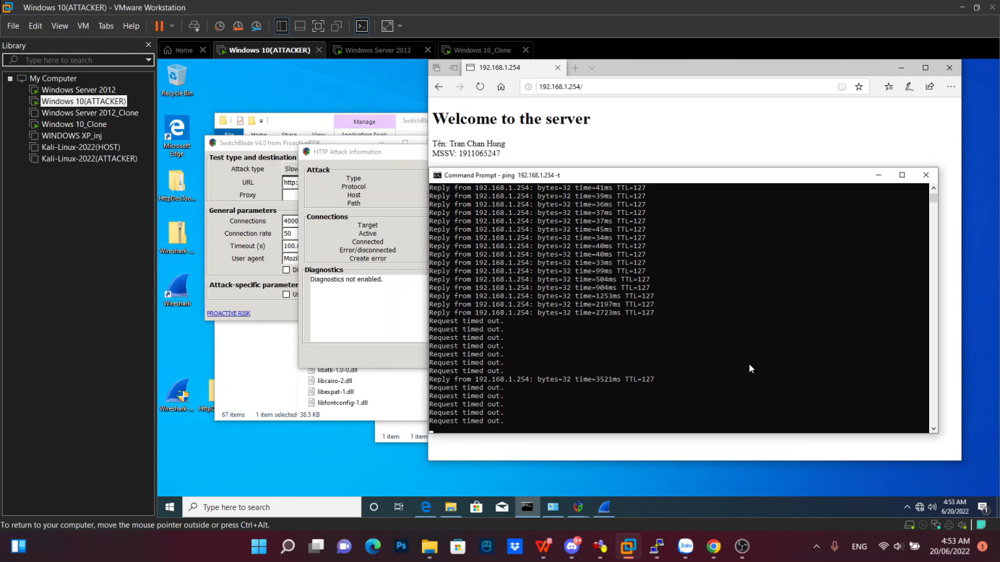 Windows 10(ATTACKER) - VMware Workstation
File Edit View VM Tabs Help
Library
Type here to search
My Computer
Windows Server 2012
Windows 10(ATTACKER)
Windows Server 2012_Clone
Windows 10_Clone
WINDOWS XP_inj
Kali-Linux-2022(HOST)
Kali-Linux-2022(ATTACKER)
Home
Windows 10(ATTACKER)
Windows Server 2012
Windows 10_Clone
Recycle Bin
Microsoft Edge
HttpDosToo...
Wireshark-...
Wireshark
Wireshark-...
Manage
File Home Share View Application Tools
SwitchBlade V4.0 from ProactiveRISK
Test type and destination
Attack type Slow
URL http:
Proxy
General parameters
Connections 4000
Connection rate 50
Timeout (s) 100.0
User agent Mozil
Attack-specific parameter
PROACTIVE RISK
HTTP Attack Information
Attack
Type
Protocol
Host
Path
Connections
Target
Active
Connected
Error/disconnected
Create error
Diagnostics
Diagnostics not enabled.
libatk-1.0-0.dll
libcairo-2.dll
libexpat-1.dll
libfontconfig-1.dll
67 items 1 item selected 38.5 KB
1 item
192.168.1.254
192.168.1.254/
Welcome to the server
Tên: Tran Chan Hung
MSSV: 1911065247
Command Prompt - ping 192.168.1.254 -t
Reply from 192.168.1.254: bytes=32 time=41ms TTL=127
Reply from 192.168.1.254: bytes=32 time=39ms TTL=127
Reply from 192.168.1.254: bytes=32 time=36ms TTL=127
Reply from 192.168.1.254: bytes=32 time=37ms TTL=127
Reply from 192.168.1.254: bytes=32 time=37ms TTL=127
Reply from 192.168.1.254: bytes=32 time=45ms TTL=127
Reply from 192.168.1.254: bytes=32 time=34ms TTL=127
Reply from 192.168.1.254: bytes=32 time=40ms TTL=127
Reply from 192.168.1.254: bytes=32 time=40ms TTL=127
Reply from 192.168.1.254: bytes=32 time=33ms TTL=127
Reply from 192.168.1.254: bytes=32 time=99ms TTL=127
Reply from 192.168.1.254: bytes=32 time=504ms TTL=127
Reply from 192.168.1.254: bytes=32 time=904ms TTL=127
Reply from 192.168.1.254: bytes=32 time=1253ms TTL=127
Reply from 192.168.1.254: bytes=32 time=2197ms TTL=127
Reply from 192.168.1.254: bytes=32 time=2723ms TTL=127
Request timed out.
Request timed out.
Request timed out.
Request timed out.
Request timed out.
Request timed out.
Request timed out.
Reply from 192.168.1.254: bytes=32 time=3521ms TTL=127
Request timed out.
Request timed out.
Request timed out.
Request timed out.
Request timed out.
Type here to search
4:53 AM
6/20/2022
To return to your computer, move the mouse pointer outside or press Ctrl+Alt.
ENG
4:53 AM
20/06/2022